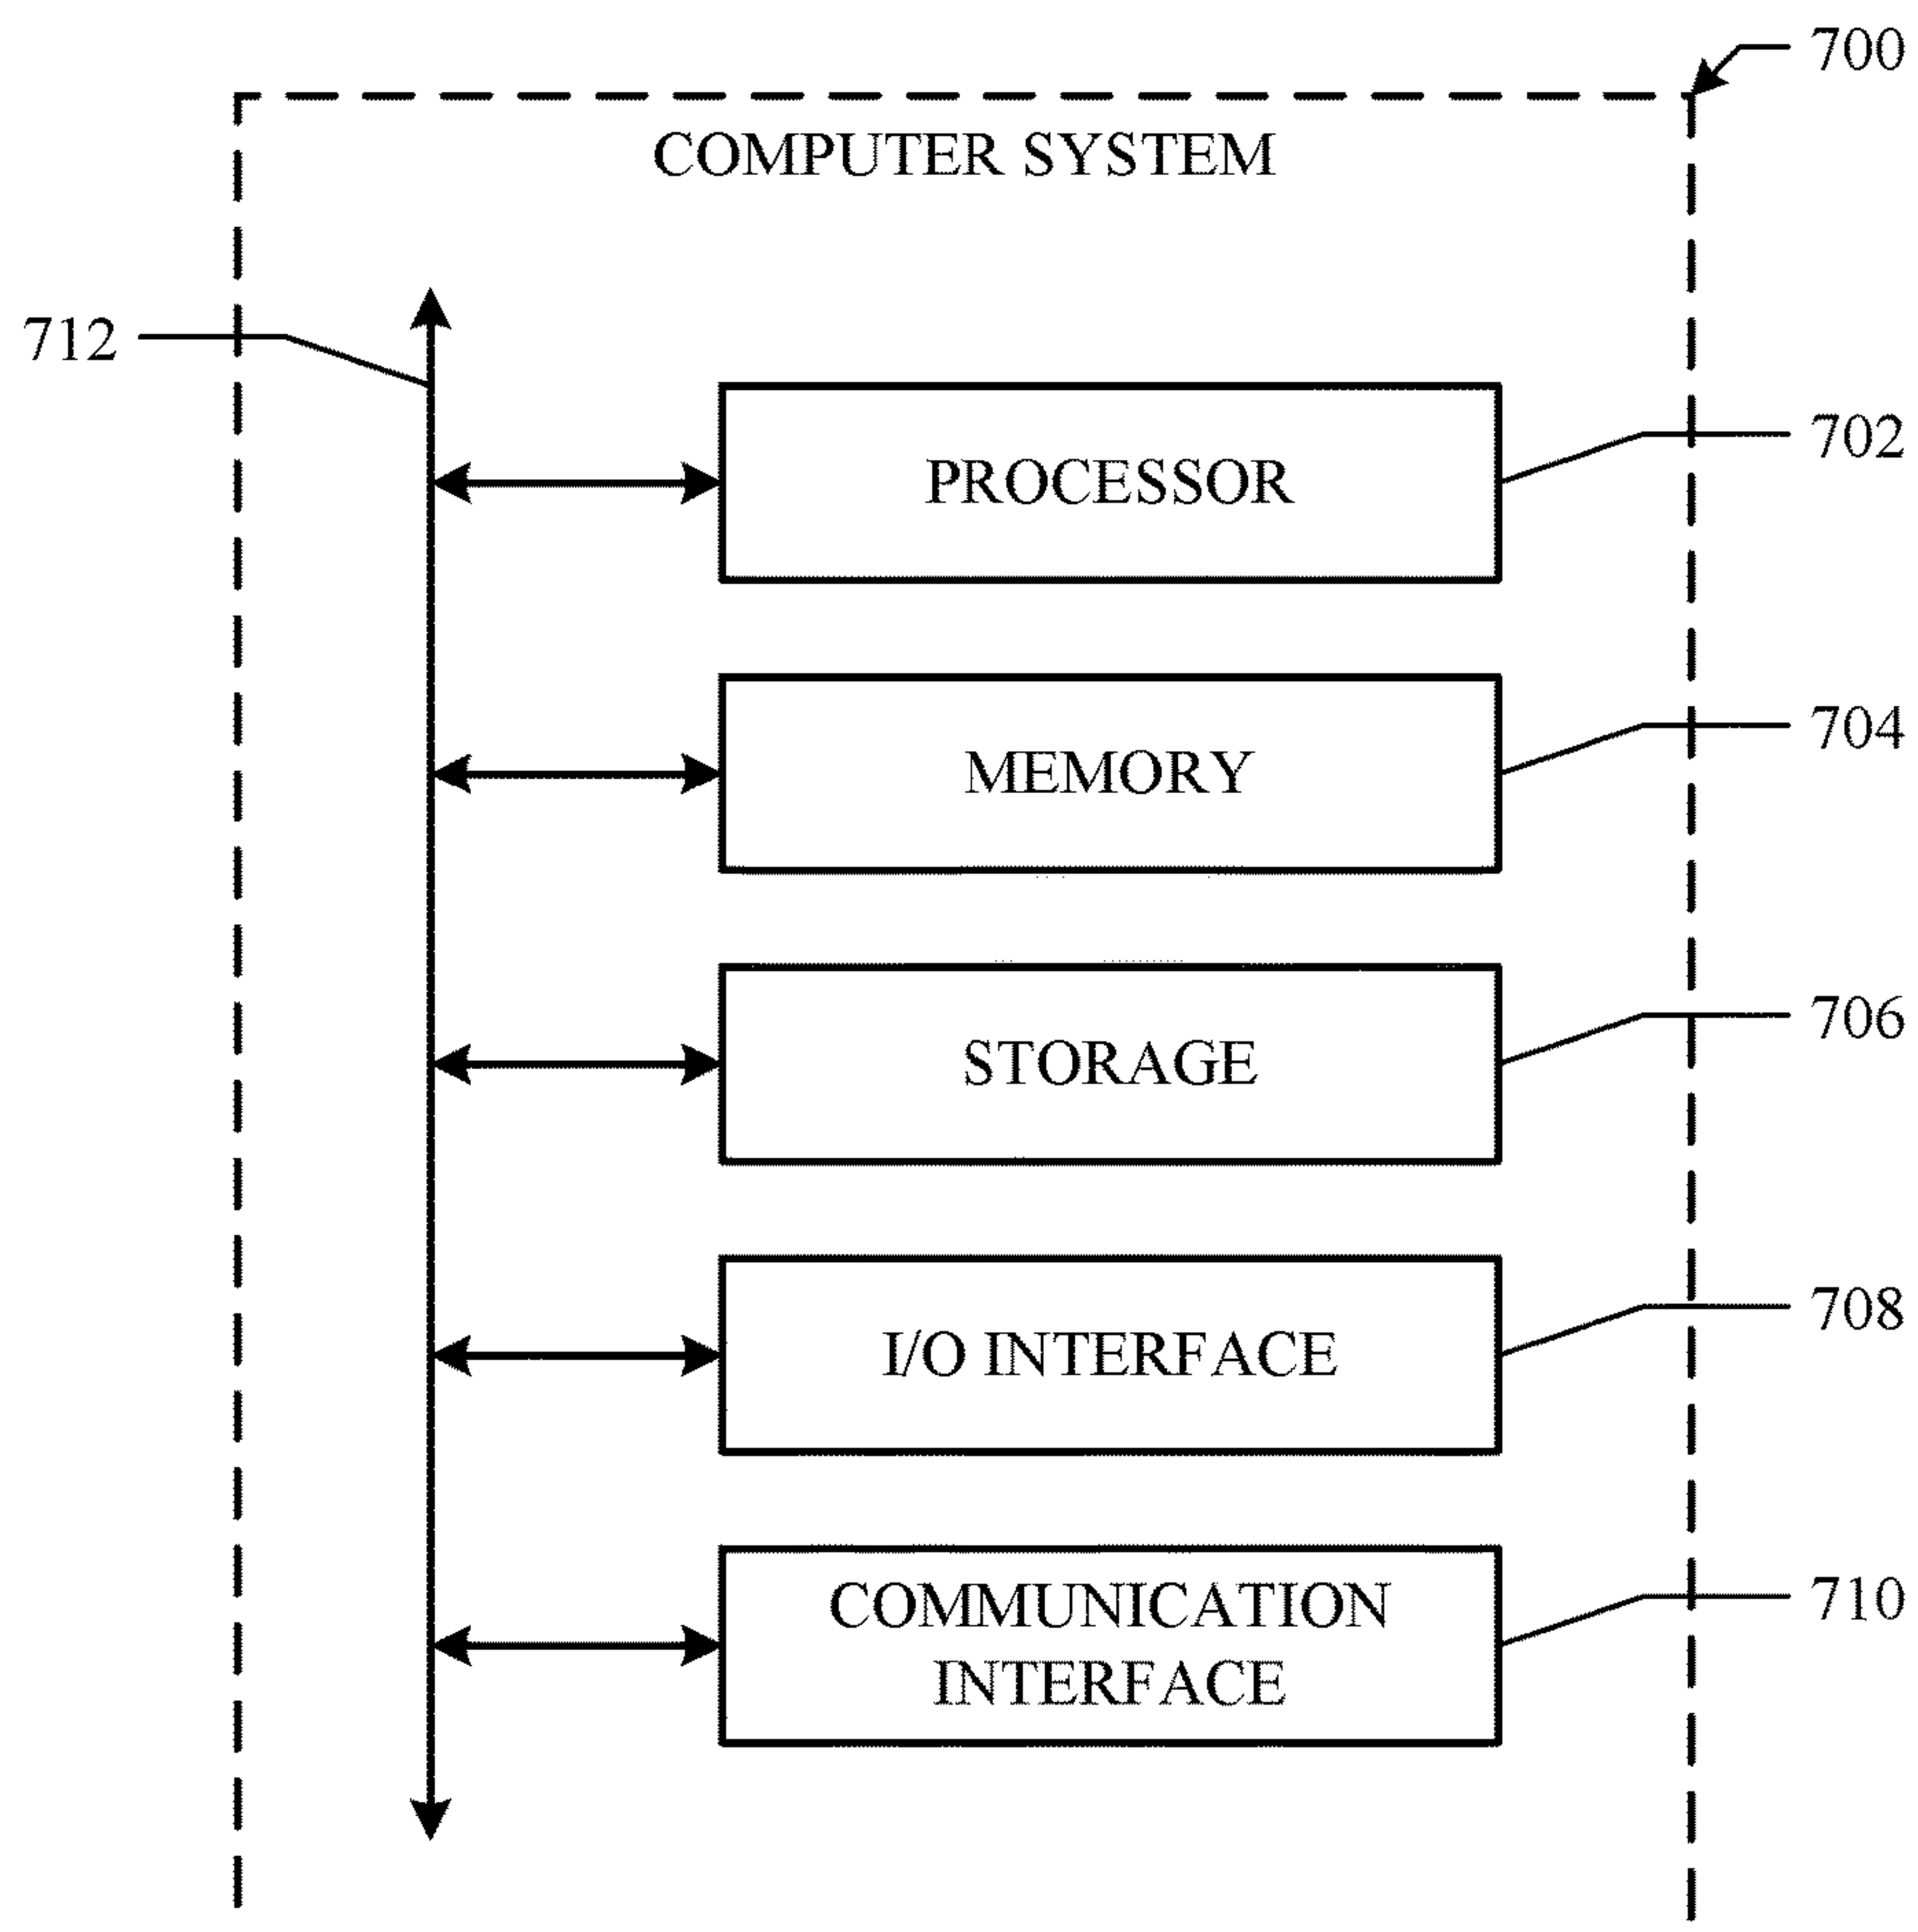 700
COMPUTER SYSTEM
712
PROCESSOR
702
MEMORY
704
STORAGE
706
I/O INTERFACE
708
COMMUNICATION
INTERFACE
710